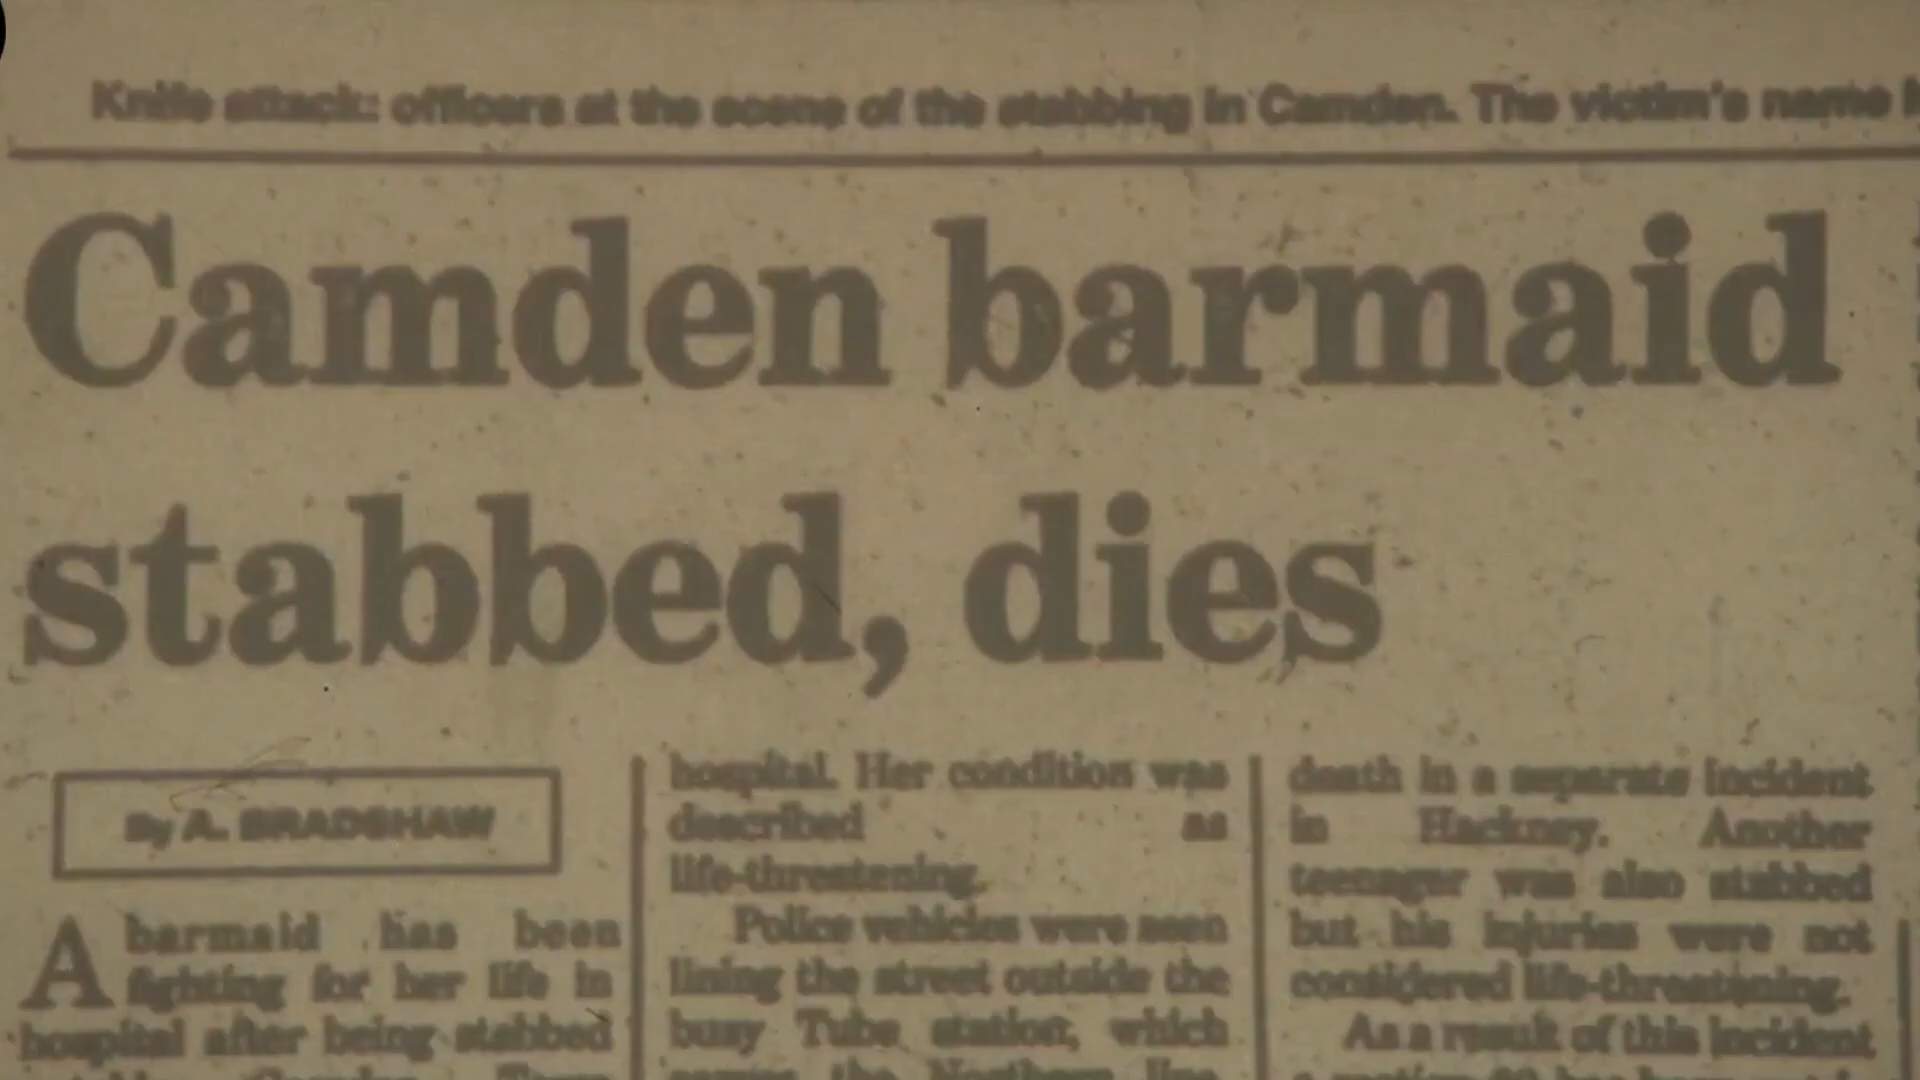 Knife attack: officers at the scene of the stabbing in Camden. The victim's name
Camden barmaid
stabbed, dies
By A. BRADSHAW
A barmaid has been
fighting for her life in
hospital after being stabbed
hospital. Her condition was
described as
life-threatening.
Police vehicles were seen
lining the street outside the
busy Tube station, which
the Northern
death in a separate incident
in Hackney. Another
teenager was also stabbed
but his injuries were not
considered life-threatening.
As a result of this incident